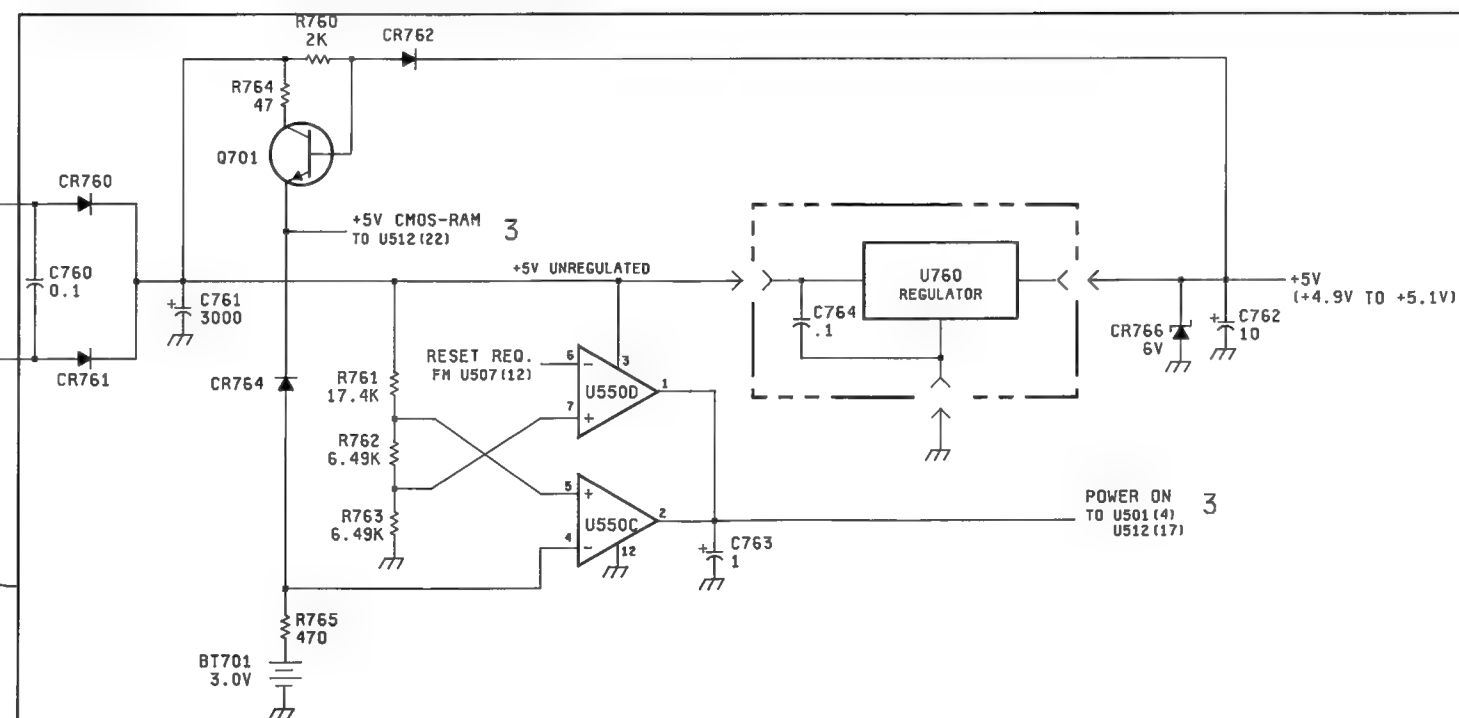 R760
2K
CR762
R764
47
Q701
CR760
+5V CMOS-RAM
TO U512(22)
3
C760
0.1
C761
3000
+
+5V UNREGULATED
U760
REGULATOR
C764
.1
+5V
(+4.9V TO +5.1V)
CR766
6V
+
C762
10
CR761
CR764
RESET REQ.
FM U507(12)
6
-
3
U550D
1
7
+
R761
17.4K
R762
6.49K
R763
6.49K
5
+
U550C
2
4
-
12
+
C763
1
POWER ON
TO U501(4)
U512(17)
3
R765
470
BT701
3.0V